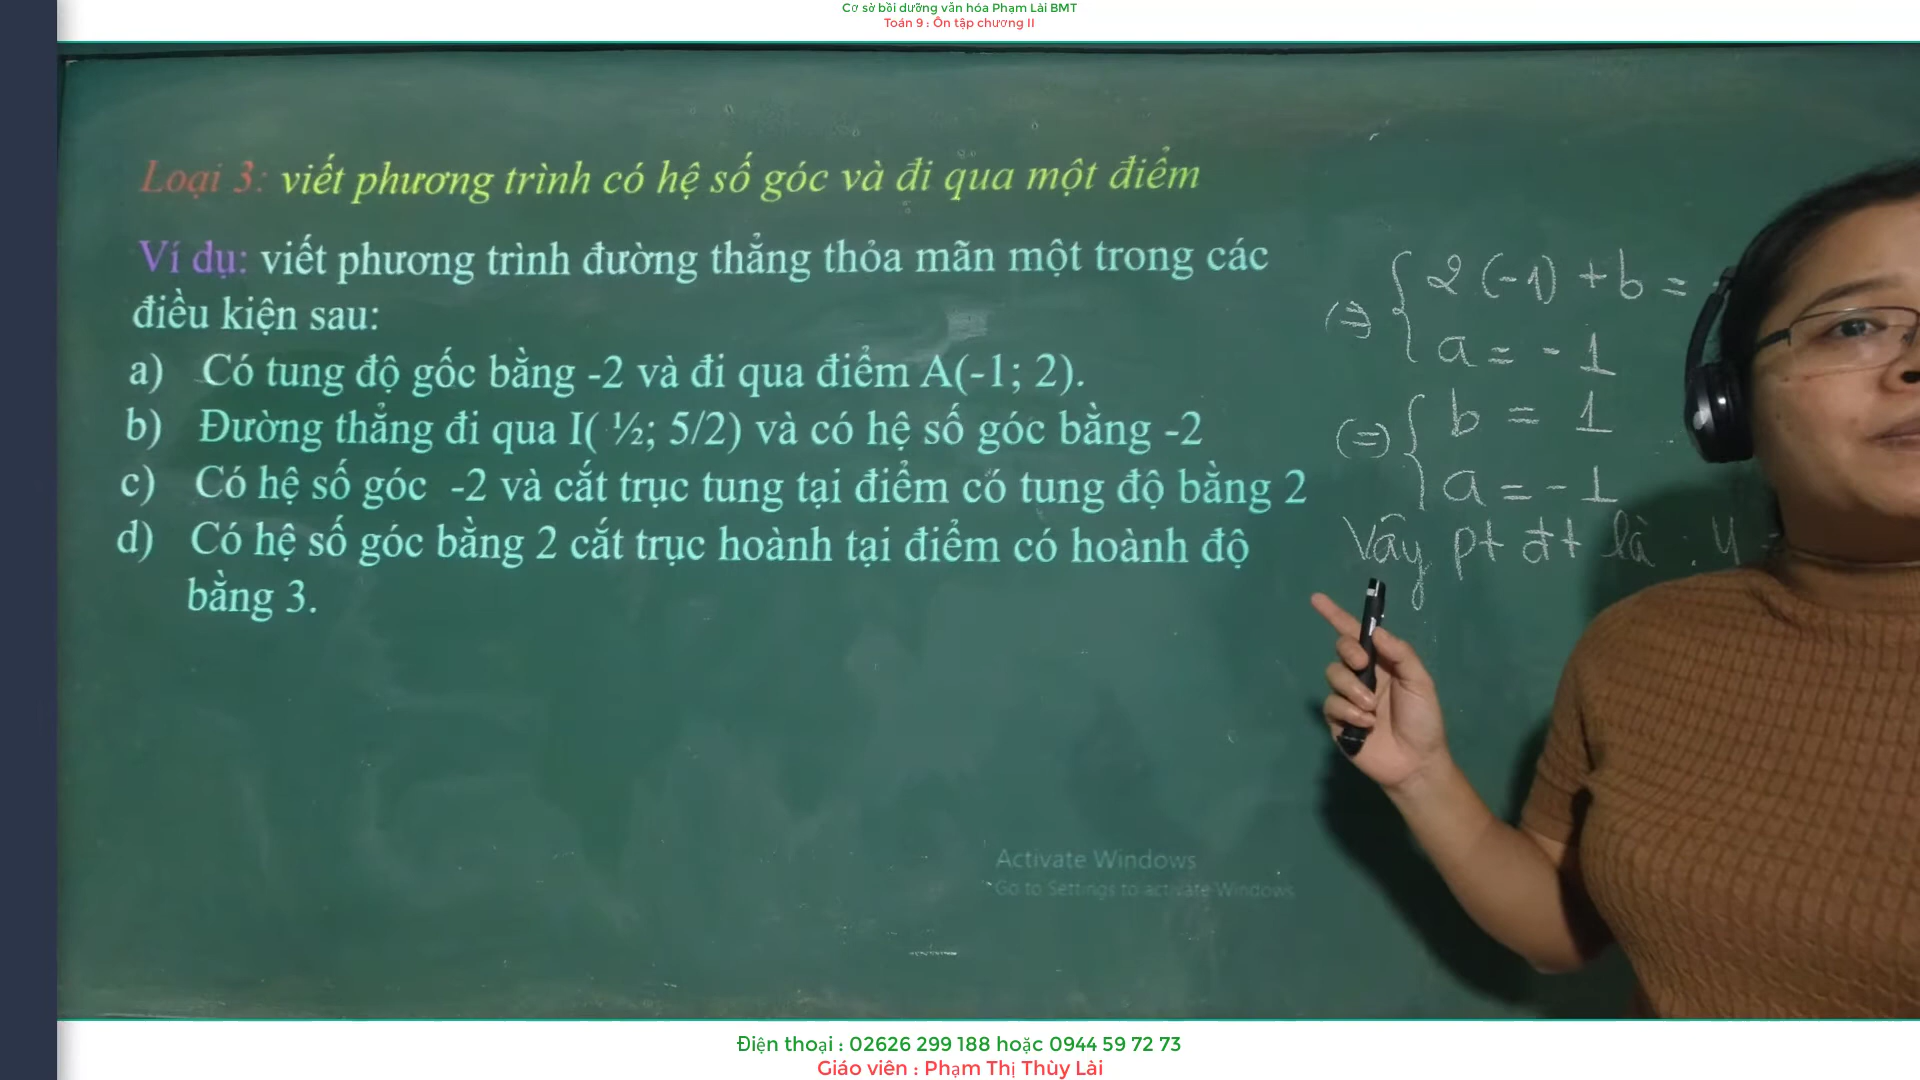 Cơ sở bồi dưỡng văn hóa Phạm Lài BMT
Toán 9 : Ôn tập chương II
Loại 3: viết phương trình có hệ số góc và đi qua một điểm
Ví dụ: viết phương trình đường thẳng thỏa mãn một trong các
điều kiện sau:
a) Có tung độ gốc bằng -2 và đi qua điểm A(-1; 2).
b) Đường thẳng đi qua I( ½; 5/2) và có hệ số góc bằng -2
c) Có hệ số góc -2 và cắt trục tung tại điểm có tung độ bằng 2
d) Có hệ số góc bằng 2 cắt trục hoành tại điểm có hoành độ
bằng 3.
(=) { 2 (-1) + b =
a = - 1
(=) { b = 1
a = - 1
Vậy pt đt là : y
Activate Windows
Go to Settings to activate Windows
Điện thoại : 02626 299 188 hoặc 0944 59 72 73
Giáo viên : Phạm Thị Thùy Lài